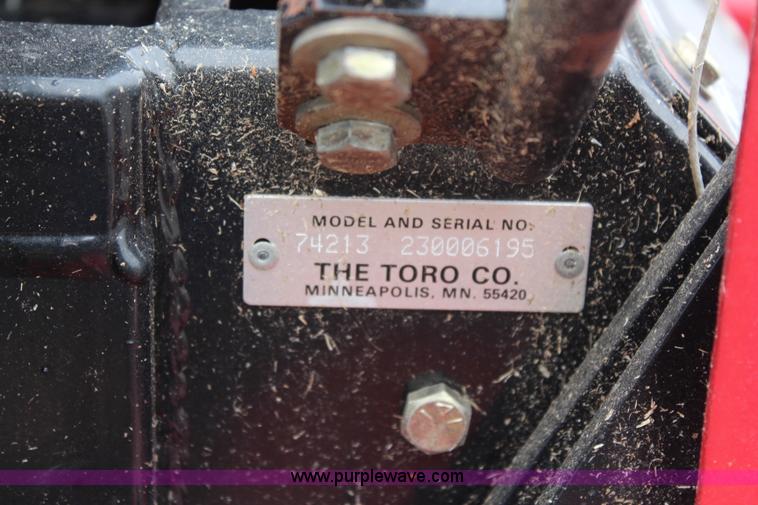 MODEL AND SERIAL NO.
74213 230006195
THE TORO CO.
MINNEAPOLIS, MN. 55420
www.purplewave.com